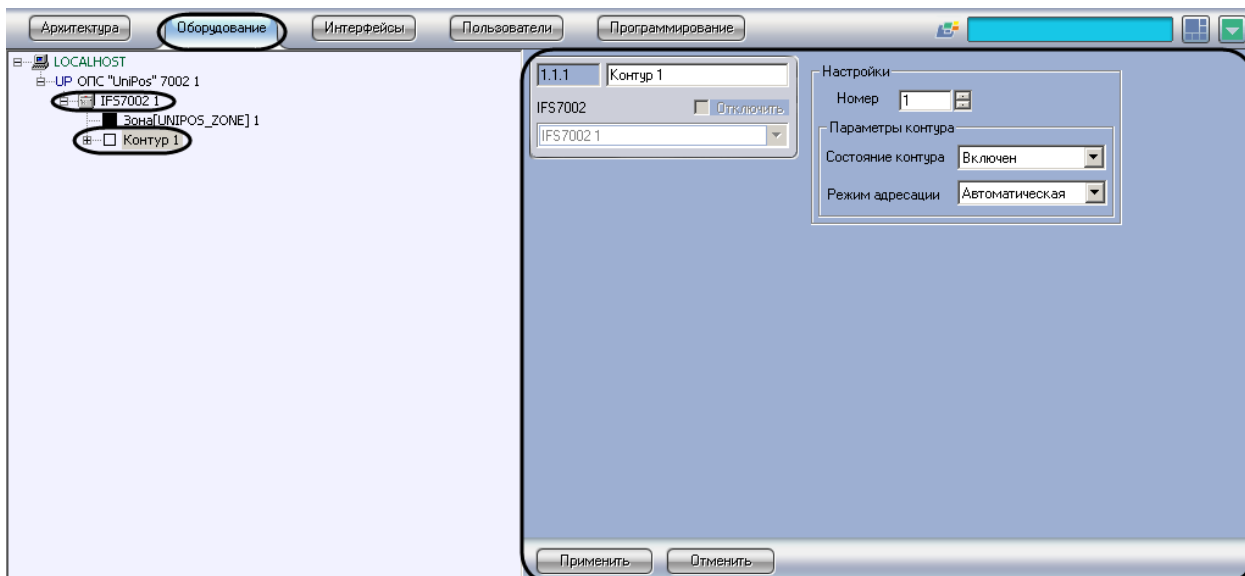 Архитектура Оборудование Интерфейсы Пользователи Программирование
LOCALHOST
UP ОПС "UniPos" 7002 1
IFS7002 1
Зона[UNIPOS_ZONE] 1
Контур 1
1.1.1 Контур 1
IFS7002 Отключить
IFS7002 1
Настройки
Номер 1
Параметры контура
Состояние контура Включен
Режим адресации Автоматическая
Применить Отменить